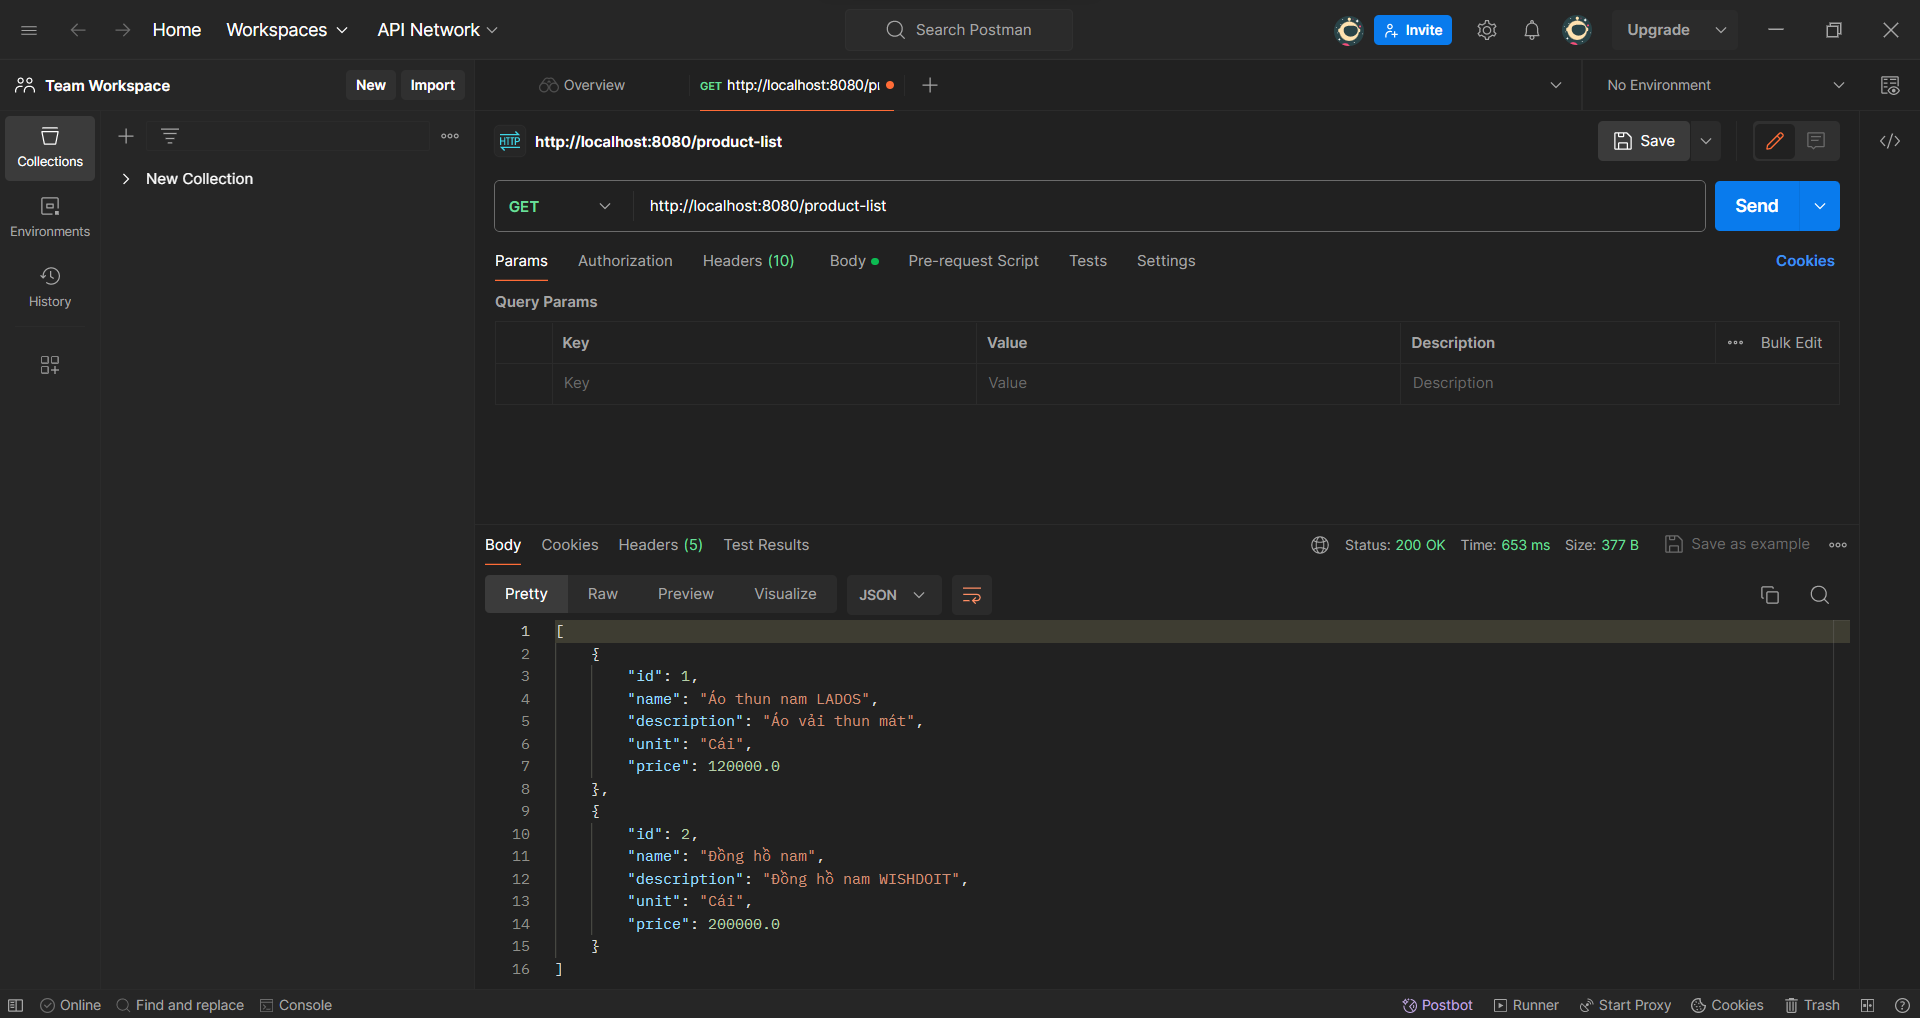 Home Workspaces API Network Search Postman Invite Upgrade
Team Workspace New Import Overview GET http://localhost:8080/p No Environment
HTTP http://localhost:8080/product-list Save
Collections
New Collection
GET http://localhost:8080/product-list Send
Environments
Params Authorization Headers (10) Body Pre-request Script Tests Settings Cookies
History
Query Params
Key Value Description Bulk Edit
Key Value Description
Body Cookies Headers (5) Test Results Status: 200 OK Time: 653 ms Size: 377 B Save as example
Pretty Raw Preview Visualize JSON
1 [
2 {
3 "id": 1,
4 "name": "Áo thun nam LADOS",
5 "description": "Áo vải thun mát",
6 "unit": "Cái",
7 "price": 120000.0
8 },
9 {
10 "id": 2,
11 "name": "Đồng hồ nam",
12 "description": "Đồng hồ nam WISHDOIT",
13 "unit": "Cái",
14 "price": 200000.0
15 }
16 ]
Online Find and replace Console Postbot Runner Start Proxy Cookies Trash